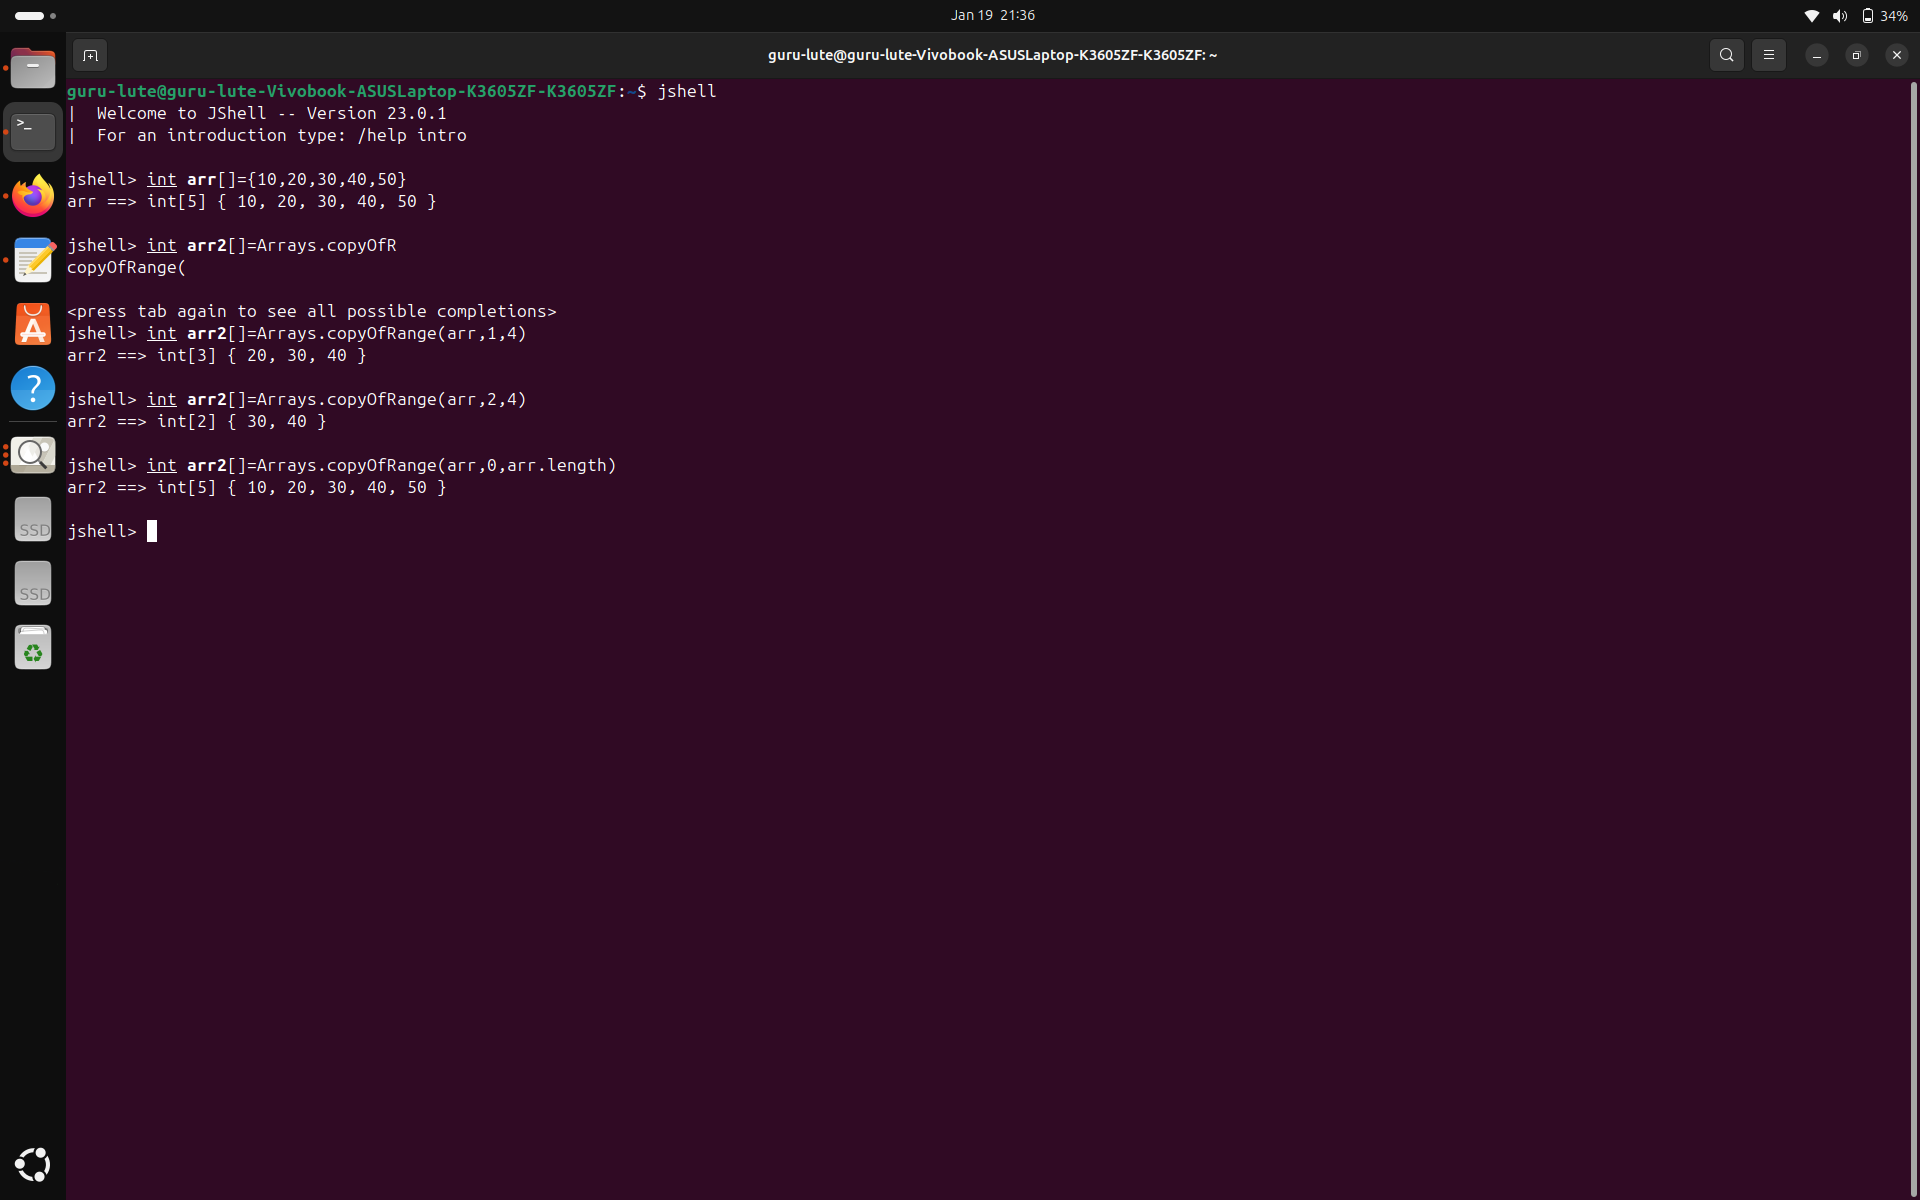 Jan 19 21:36
34%
guru-lute@guru-lute-Vivobook-ASUSLaptop-K3605ZF-K3605ZF: ~
guru-lute@guru-lute-Vivobook-ASUSLaptop-K3605ZF-K3605ZF:~$ jshell
|  Welcome to JShell -- Version 23.0.1
|  For an introduction type: /help intro
jshell> int arr[]={10,20,30,40,50}
arr ==> int[5] { 10, 20, 30, 40, 50 }
jshell> int arr2[]=Arrays.copyOfR
copyOfRange(
<press tab again to see all possible completions>
jshell> int arr2[]=Arrays.copyOfRange(arr,1,4)
arr2 ==> int[3] { 20, 30, 40 }
jshell> int arr2[]=Arrays.copyOfRange(arr,2,4)
arr2 ==> int[2] { 30, 40 }
jshell> int arr2[]=Arrays.copyOfRange(arr,0,arr.length)
arr2 ==> int[5] { 10, 20, 30, 40, 50 }
jshell>
>_
A
?
SSD
SSD